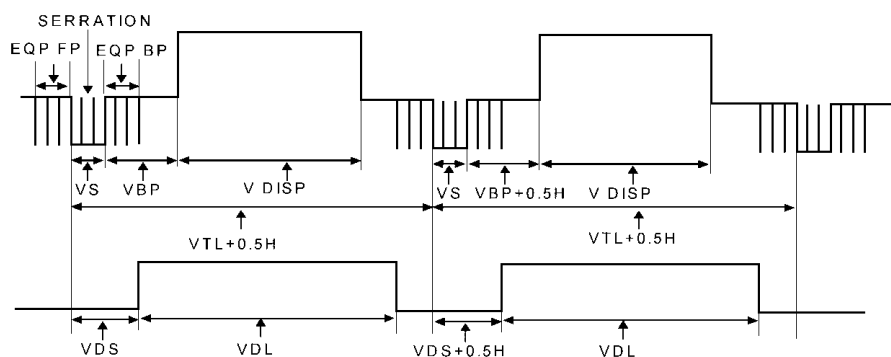 SERRATION
EQP FP EQP BP
VS VBP V DISP VS VBP+0.5H V DISP
VTL+0.5H VTL+0.5H
VDS VDL VDS+0.5H VDL